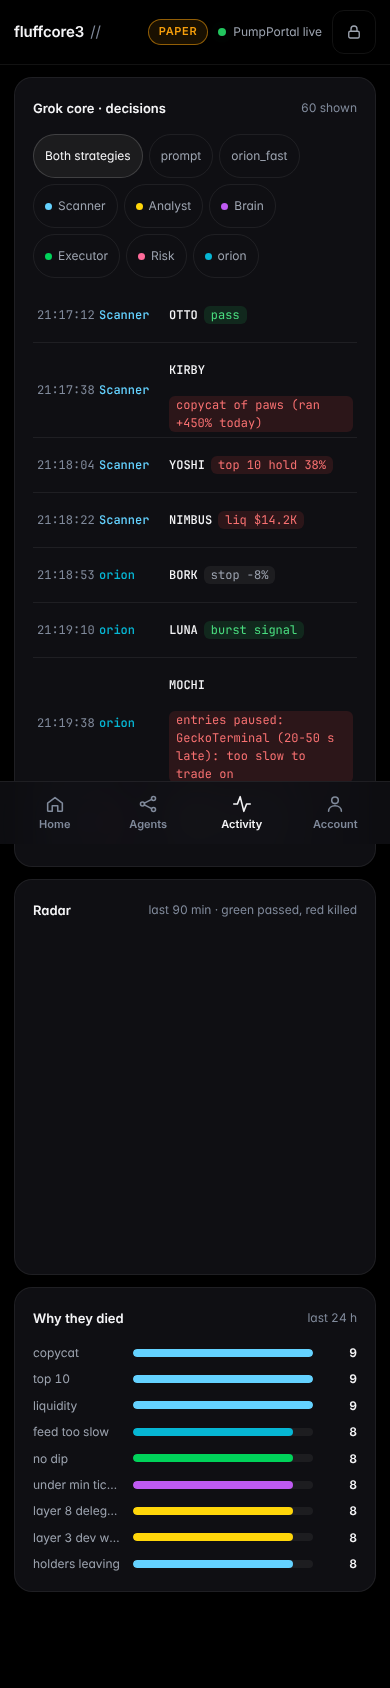 fluffcore3 // PAPER PumpPortal live
Grok core · decisions 60 shown
Both strategies prompt orion_fast
Scanner Analyst Brain
Executor Risk orion
21:17:12 Scanner OTTO pass
KIRBY
21:17:38 Scanner
copycat of paws (ran
+450% today)
21:18:04 Scanner YOSHI top 10 hold 38%
21:18:22 Scanner NIMBUS liq $14.2K
21:18:53 orion BORK stop -8%
21:19:10 orion LUNA burst signal
MOCHI
21:19:38 orion
entries paused:
GeckoTerminal (20-50 s
late): too slow to
trade on
Home Agents Activity Account
Radar last 90 min · green passed, red killed
Why they died last 24 h
copycat 9
top 10 9
liquidity 9
feed too slow 8
no dip 8
under min tic... 8
layer 8 deleg... 8
layer 3 dev w... 8
holders leaving 8